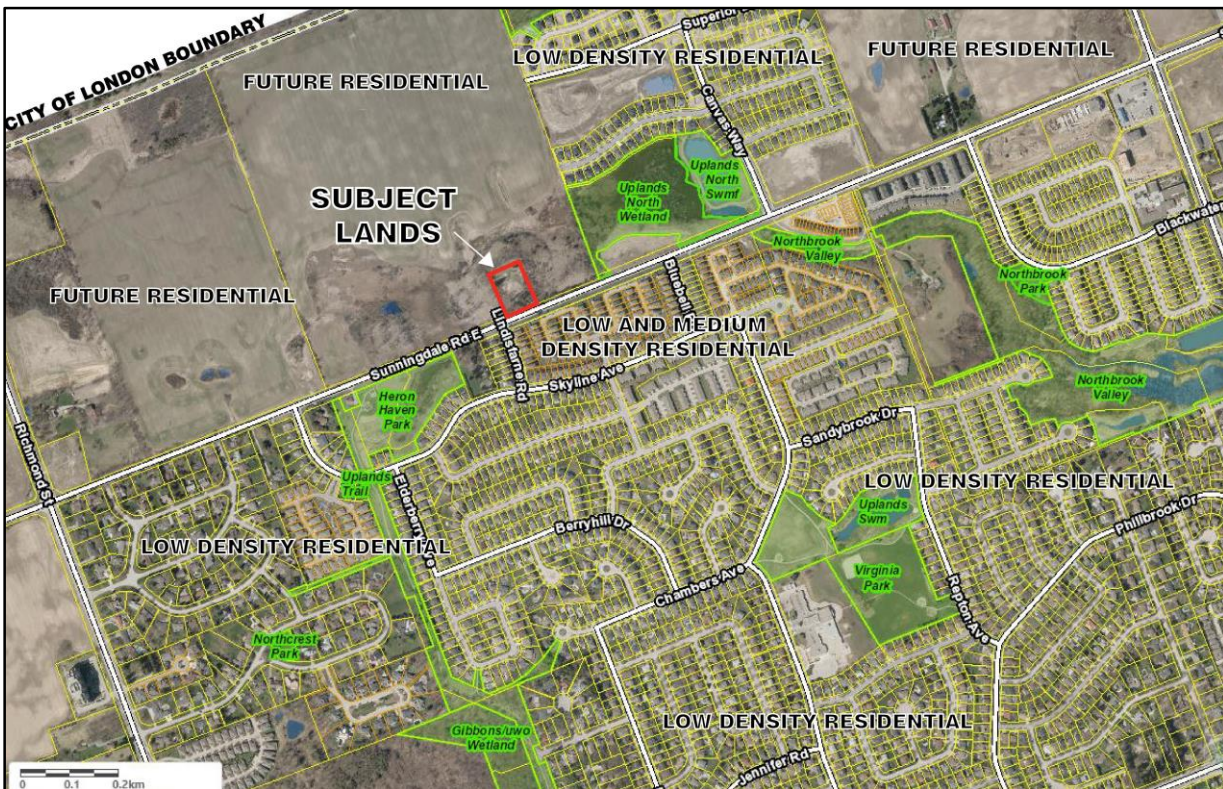 CITY OF LONDON BOUNDARY
Superior
LOW DENSITY RESIDENTIAL
FUTURE RESIDENTIAL
FUTURE RESIDENTIAL
Canvas Way
SUBJECT
LANDS
Uplands
North
Wetland
Uplands
North
Swmf
Blackwater
Northbrook
Valley
Northbrook
Park
FUTURE RESIDENTIAL
Bluebell
Lindisfarne Rd
LOW AND MEDIUM
DENSITY RESIDENTIAL
Sunningdale Rd E
Skyline Ave
Northbrook
Valley
Heron
Haven
Park
Sandybrook Dr
Richmond St
Uplands
Trail
Elderberry Ave
LOW DENSITY RESIDENTIAL
Uplands
Swm
Philbrook Dr
Berryhill Dr
LOW DENSITY RESIDENTIAL
Chambers Ave
Virginia
Park
Repton Ave
Northcrest
Park
LOW DENSITY RESIDENTIAL
Gibbons/uwo
Wetland
Jennifer Rd
0 0.1 0.2km